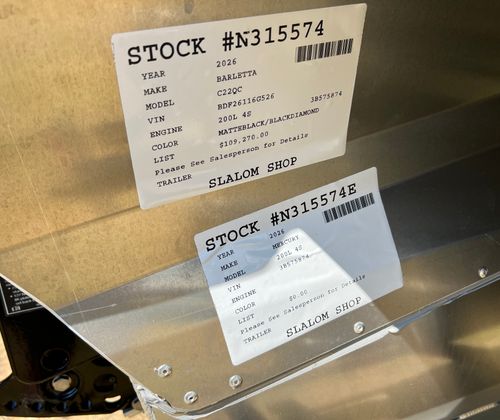 STOCK #N315574
YEAR 2026
MAKE BARLETTA
MODEL C22QC
VIN BDF26116G526
ENGINE 200L 4S 3B575874
COLOR MATTEBLACK/BLACKDIAMOND
LIST $109,270.00
Please See Salesperson for Details
TRAILER
SLALOM SHOP
STOCK #N315574E
YEAR 2026
MAKE MERCURY
MODEL 200L 4S
VIN 3B575874
ENGINE
COLOR
LIST $0.00
Please See Salesperson for Details
TRAILER
SLALOM SHOP